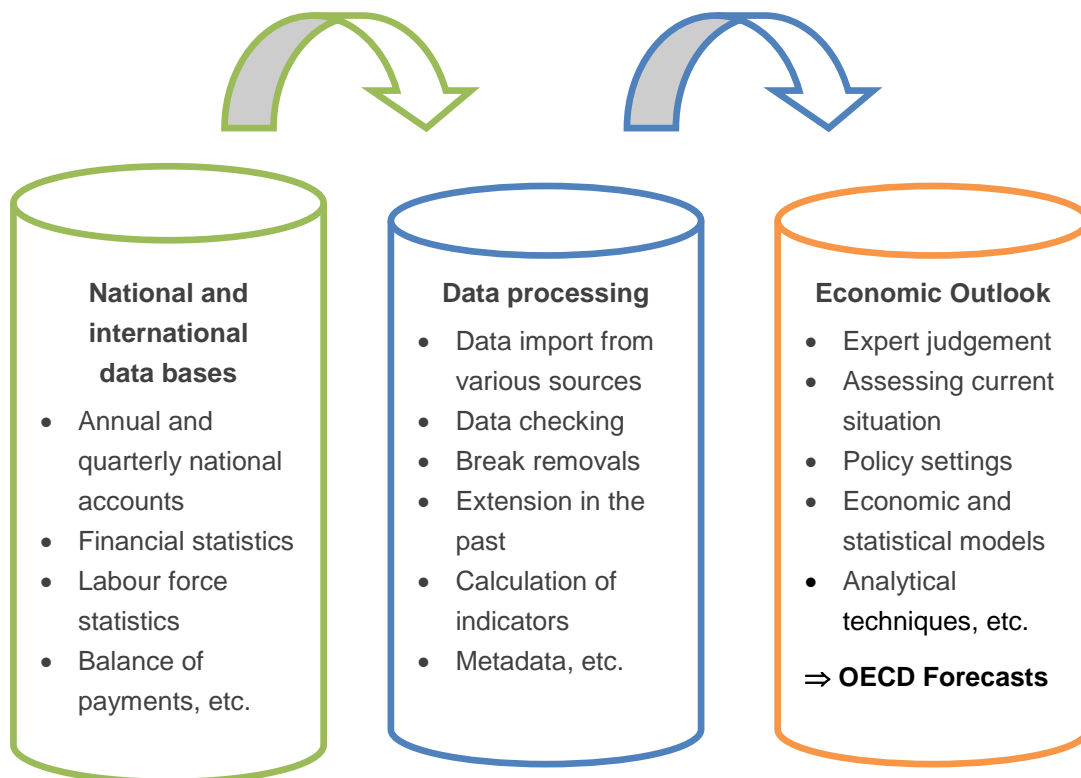 National and
international
data bases
• Annual and
quarterly national
accounts
• Financial statistics
• Labour force
statistics
• Balance of
payments, etc.
Data processing
• Data import from
various sources
• Data checking
• Break removals
• Extension in the
past
• Calculation of
indicators
• Metadata, etc.
Economic Outlook
• Expert judgement
• Assessing current
situation
• Policy settings
• Economic and
statistical models
• Analytical
techniques, etc.
⇒ OECD Forecasts